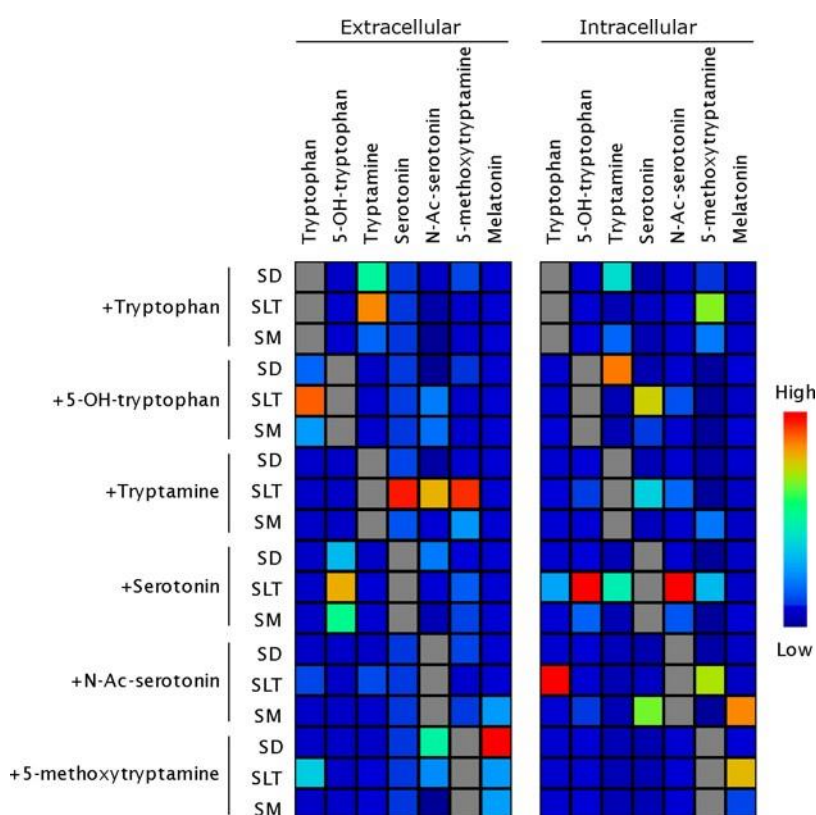 Extracellular Intracellular
Tryptophan 5-OH-tryptophan Tryptamine Serotonin N-Ac-serotonin 5-methoxytryptamine Melatonin Tryptophan 5-OH-tryptophan Tryptamine Serotonin N-Ac-serotonin 5-methoxytryptamine Melatonin
SD
+Tryptophan SLT
SM
SD
+5-OH-tryptophan SLT
SM
SD
+Tryptamine SLT
SM
SD
+Serotonin SLT
SM
SD
+N-Ac-serotonin SLT
SM
SD
+5-methoxytryptamine SLT
SM
High
Low